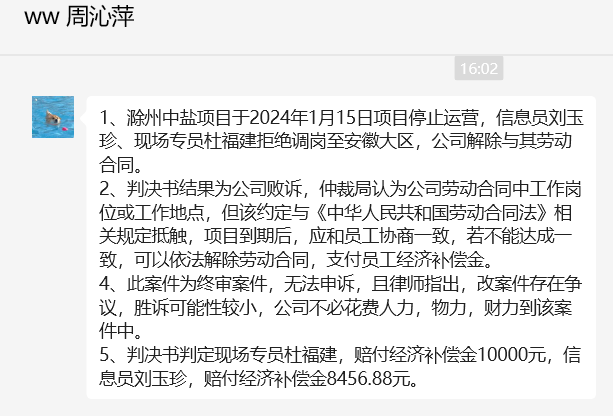 ww 周沁萍
16:02
1、滁州中盐项目于2024年1月15日项目停止运营，信息员刘玉
珍、现场专员杜福建拒绝调岗至安徽大区，公司解除与其劳动
合同。
2、判决书结果为公司败诉，仲裁局认为公司劳动合同中工作岗
位或工作地点，但该约定与《中华人民共和国劳动合同法》相
关规定抵触，项目到期后，应和员工协商一致，若不能达成一
致，可以依法解除劳动合同，支付员工经济补偿金。
4、此案件为终审案件，无法申诉，且律师指出，改案件存在争
议，胜诉可能性较小，公司不必花费人力，物力，财力到该案
件中。
5、判决书判定现场专员杜福建，赔付经济补偿金10000元，信
息员刘玉珍，赔付经济补偿金8456.88元。